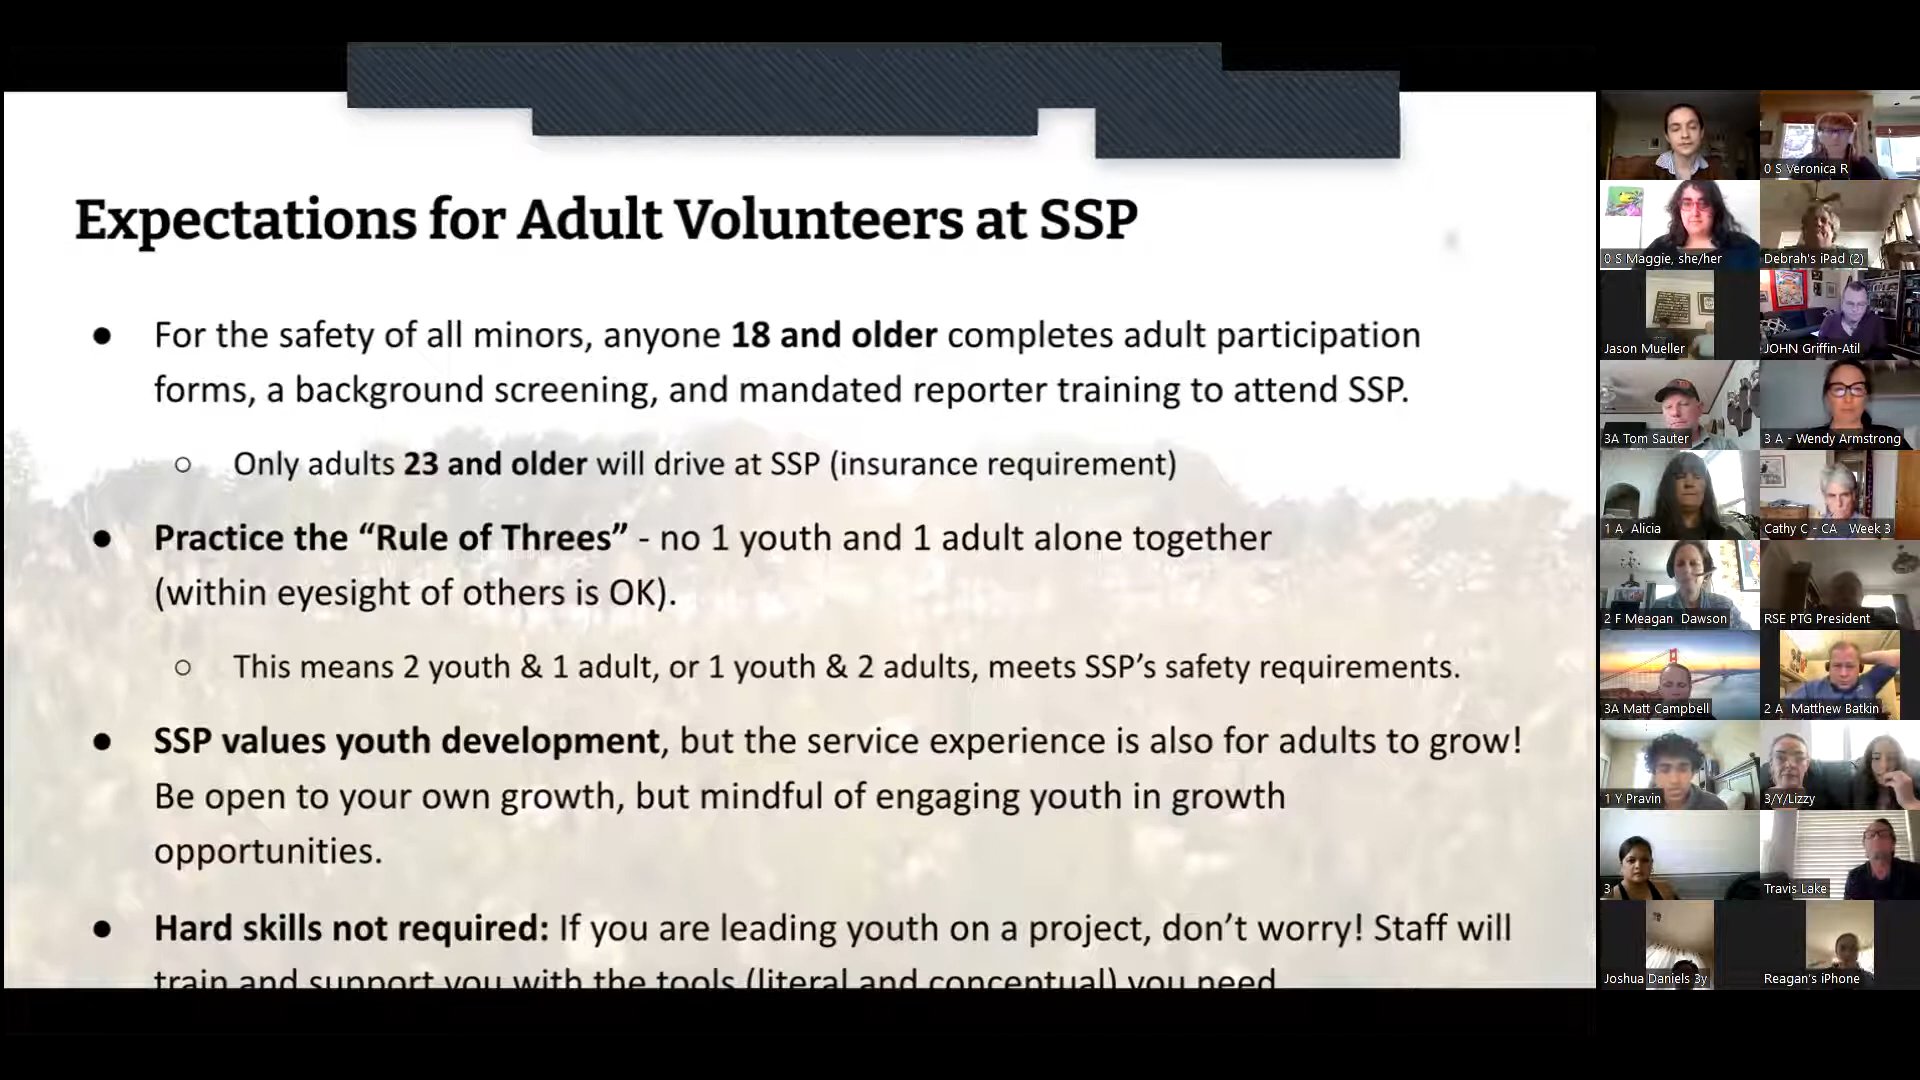 Expectations for Adult Volunteers at SSP
● For the safety of all minors, anyone 18 and older completes adult participation
forms, a background screening, and mandated reporter training to attend SSP.
○ Only adults 23 and older will drive at SSP (insurance requirement)
● Practice the “Rule of Threes” - no 1 youth and 1 adult alone together
(within eyesight of others is OK).
○ This means 2 youth & 1 adult, or 1 youth & 2 adults, meets SSP’s safety requirements.
● SSP values youth development, but the service experience is also for adults to grow!
Be open to your own growth, but mindful of engaging youth in growth
opportunities.
● Hard skills not required: If you are leading youth on a project, don’t worry! Staff will
train and support you with the tools (literal and conceptual) you need
0 S Veronica R
0 S Maggie, she/her
Debrah's iPad (2)
Jason Mueller
JOHN Griffin-Atil
3A Tom Sauter
3 A - Wendy Armstrong
1 A Alicia
Cathy C - CA Week 3
2 F Meagan Dawson
RSE PTG President
3A Matt Campbell
2 A Matthew Batkin
1 Y Pravin
3/Y/Lizzy
3
Travis Lake
Joshua Daniels 3y
Reagan's iPhone